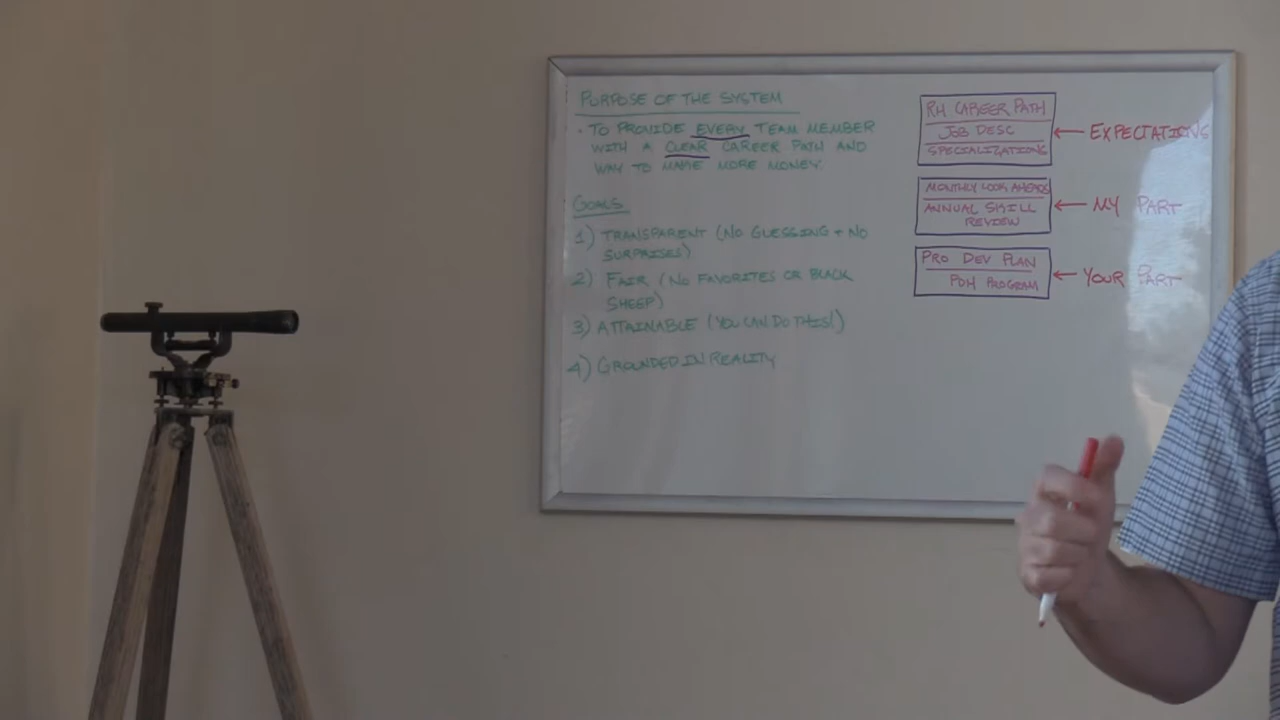 PURPOSE OF THE SYSTEM
• TO PROVIDE EVERY TEAM MEMBER
WITH A CLEAR CAREER PATH AND
WAY TO MAKE MORE MONEY.
GOALS
1) TRANSPARENT (NO GUESSING + NO
SURPRISES)
2) FAIR (NO FAVORITES OR BLACK
SHEEP)
3) ATTAINABLE (YOU CAN DO THIS!)
4) GROUNDED IN REALITY
RH CAREER PATH
JOB DESC
SPECIALIZATIONS
← EXPECTATIONS
MONTHLY LOOK AHEADS
ANNUAL SKILL
REVIEW
← MY PART
PRO DEV PLAN
PDH PROGRAM
← YOUR PART